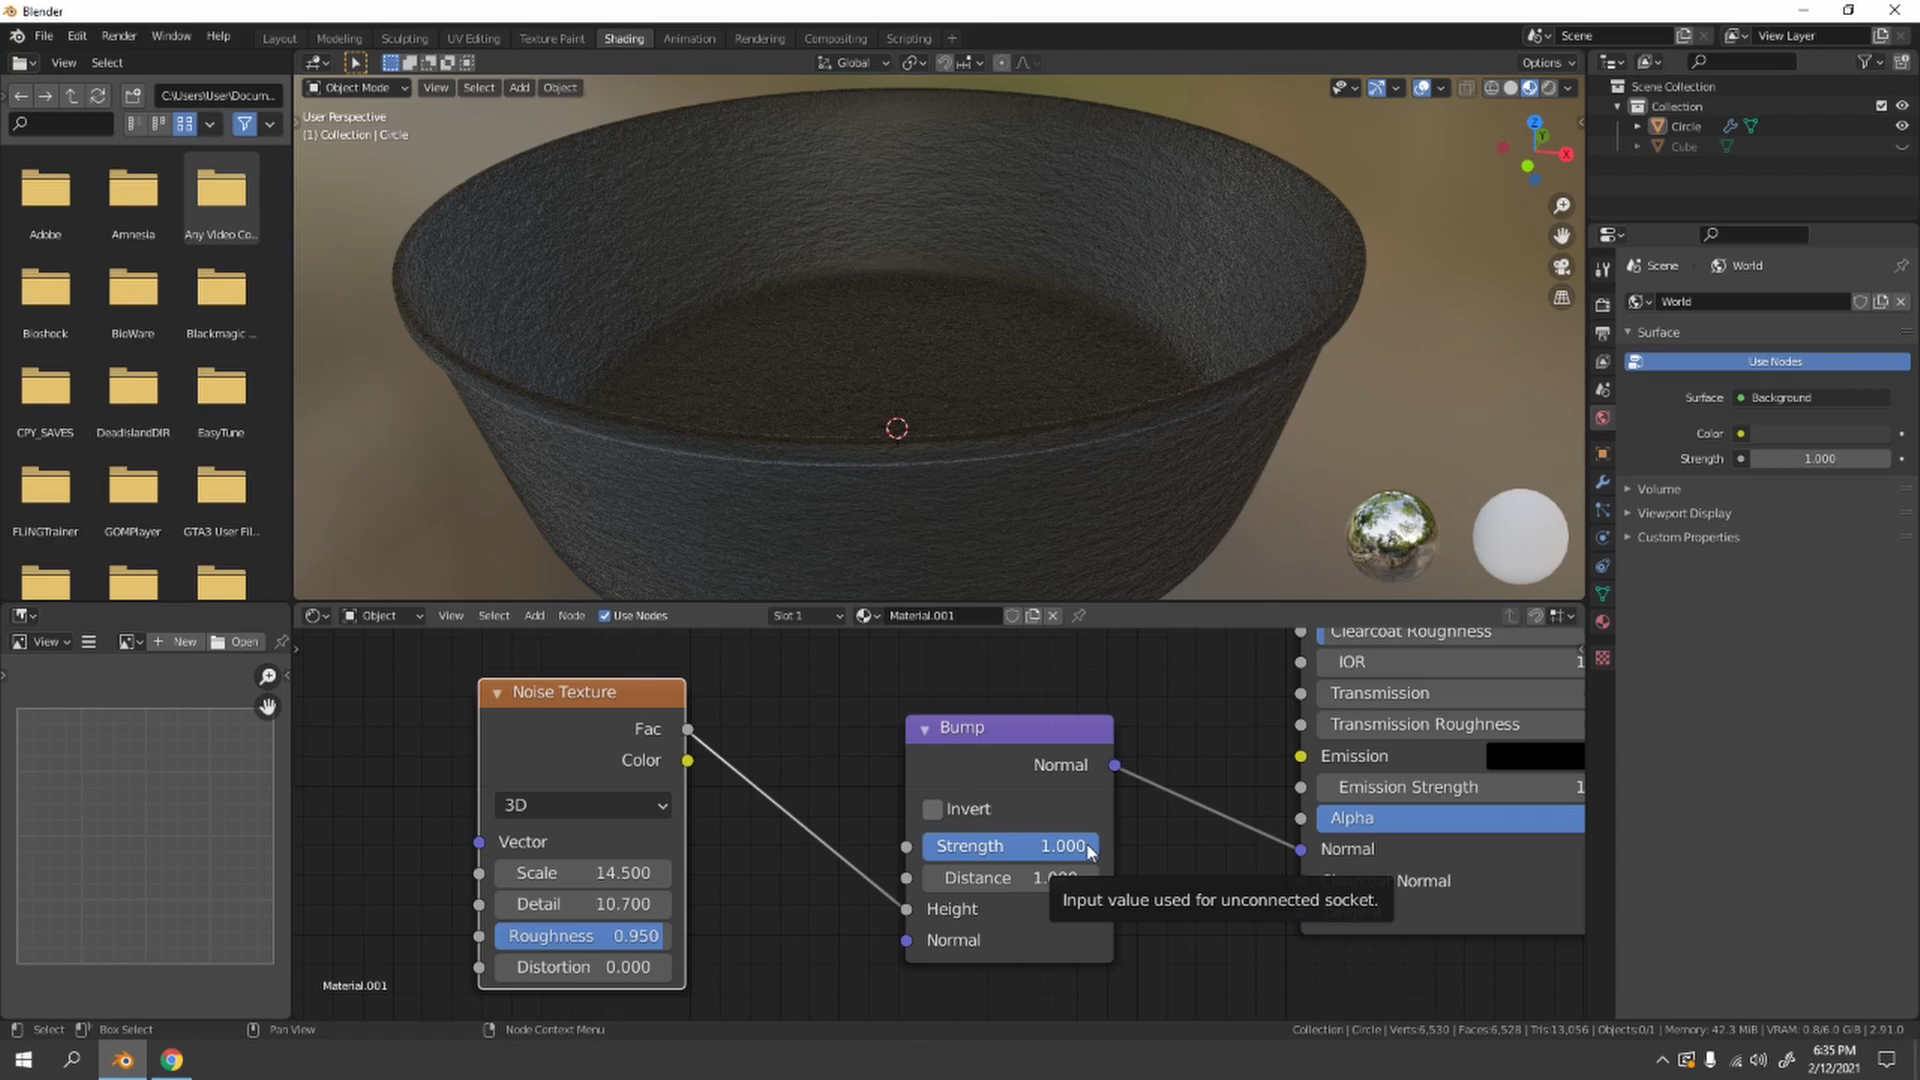 Blender
File Edit Render Window Help Layout Modeling Sculpting UV Editing Texture Paint Shading Animation Rendering Compositing Scripting + Scene View Layer
View Select Global Options
C:\Users\User\Docum...
Object Mode View Select Add Object
User Perspective
(1) Collection | Circle
Z
Y
X
Adobe Amnesia Any Video Co...
Bioshock BioWare Blackmagic ...
CPY_SAVES DeadIslandDIR EasyTune
FLiNGTrainer GOMPlayer GTA3 User Fil...
Scene Collection
Collection
Circle
Cube
Scene World
World
Surface
Use Nodes
Surface Background
Color
Strength 1.000
Volume
Viewport Display
Custom Properties
View New Open
Object View Select Add Node Use Nodes Slot 1 Material.001
Noise Texture
Fac
Color
3D
Vector
Scale 14.500
Detail 10.700
Roughness 0.950
Distortion 0.000
Material.001
Bump
Normal
Invert
Strength 1.000
Distance
Height
Normal
Input value used for unconnected socket.
Clearcoat Roughness
IOR 1
Transmission
Transmission Roughness
Emission
Emission Strength 1
Alpha
Normal
Normal
Select Box Select Pan View Node Context Menu Collection | Circle | Verts:6,530 | Faces:6,528 | Tris:13,056 | Objects:0/1 | Memory: 42.3 MiB | VRAM: 0.8/6.0 GiB | 2.91.0
6:35 PM
2/12/2021